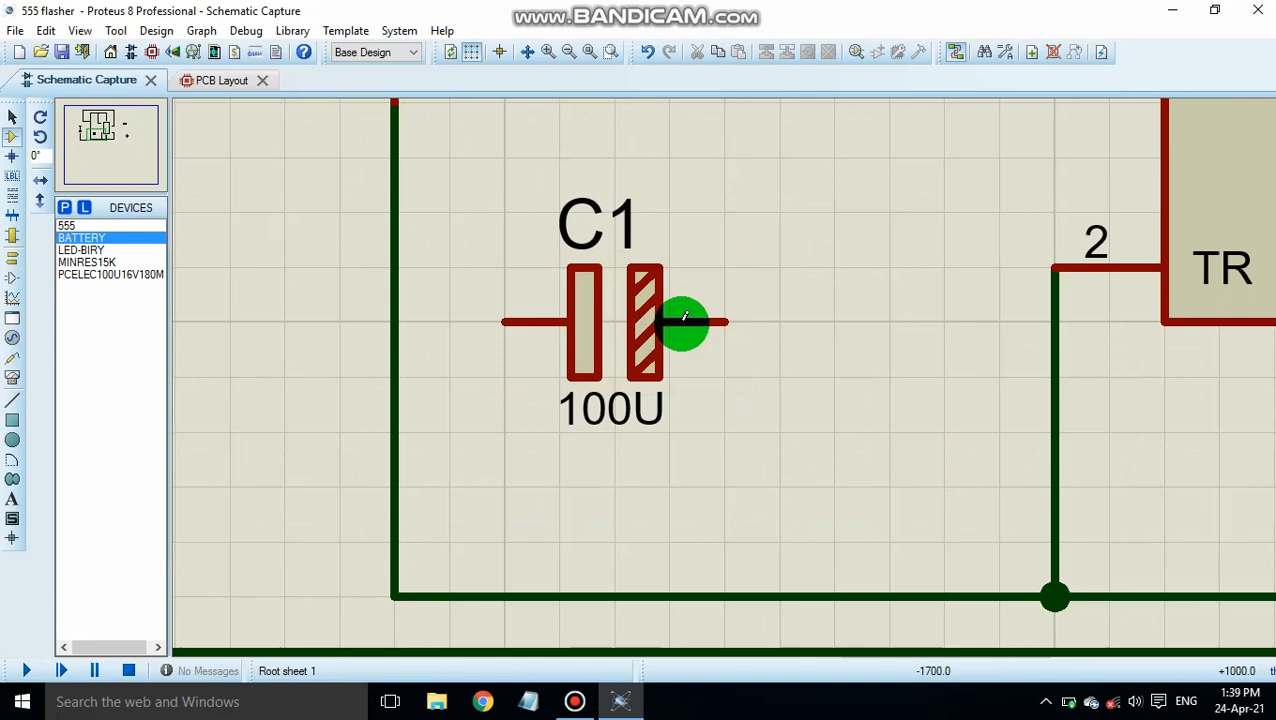 555 flasher - Proteus 8 Professional - Schematic Capture
www.BANDICAM.com
File Edit View Tool Design Graph Debug Library Template System Help
Base Design
Schematic Capture
PCB Layout
0°
LBL
P L DEVICES
555
BATTERY
LED-BIRY
MINRES15K
PCELEC100U16V180M
C1
100U
2
TR
A
S
No Messages
Root sheet 1
-1700.0
+1000.0
th
Search the web and Windows
ENG
1:39 PM
24-Apr-21